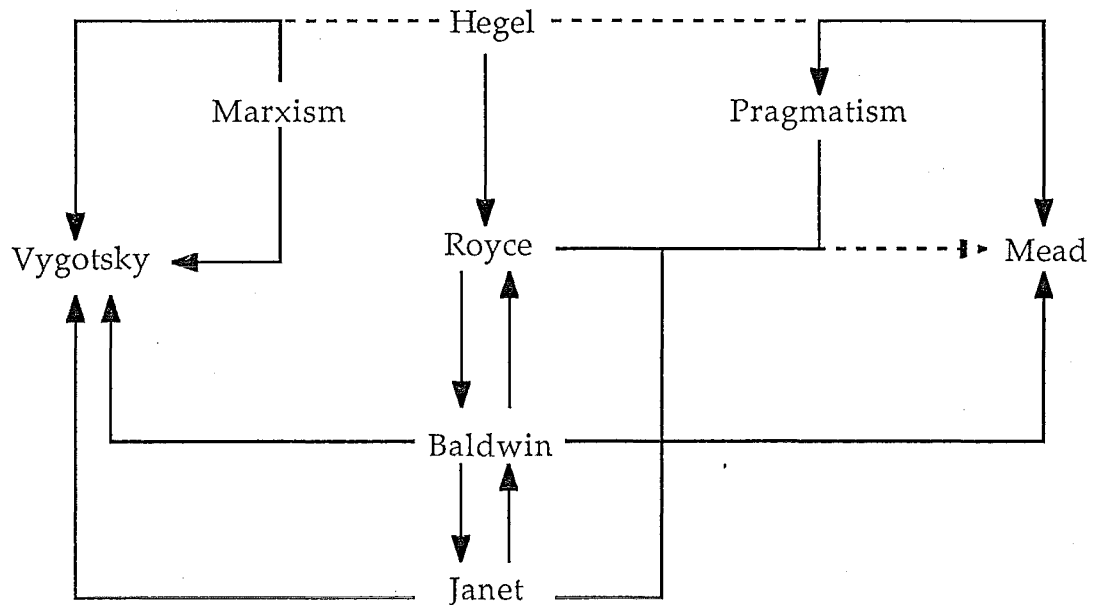 Hegel
Marxism
Pragmatism
Vygotsky
Royce
Mead
Baldwin
Janet